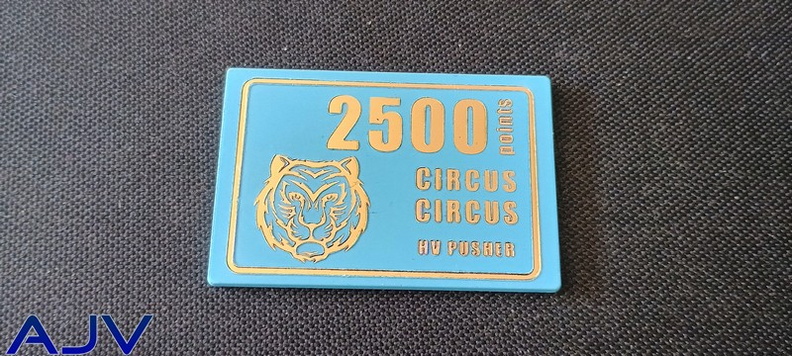 2500 points
CIRCUS
CIRCUS
HV PUSHER
AJV